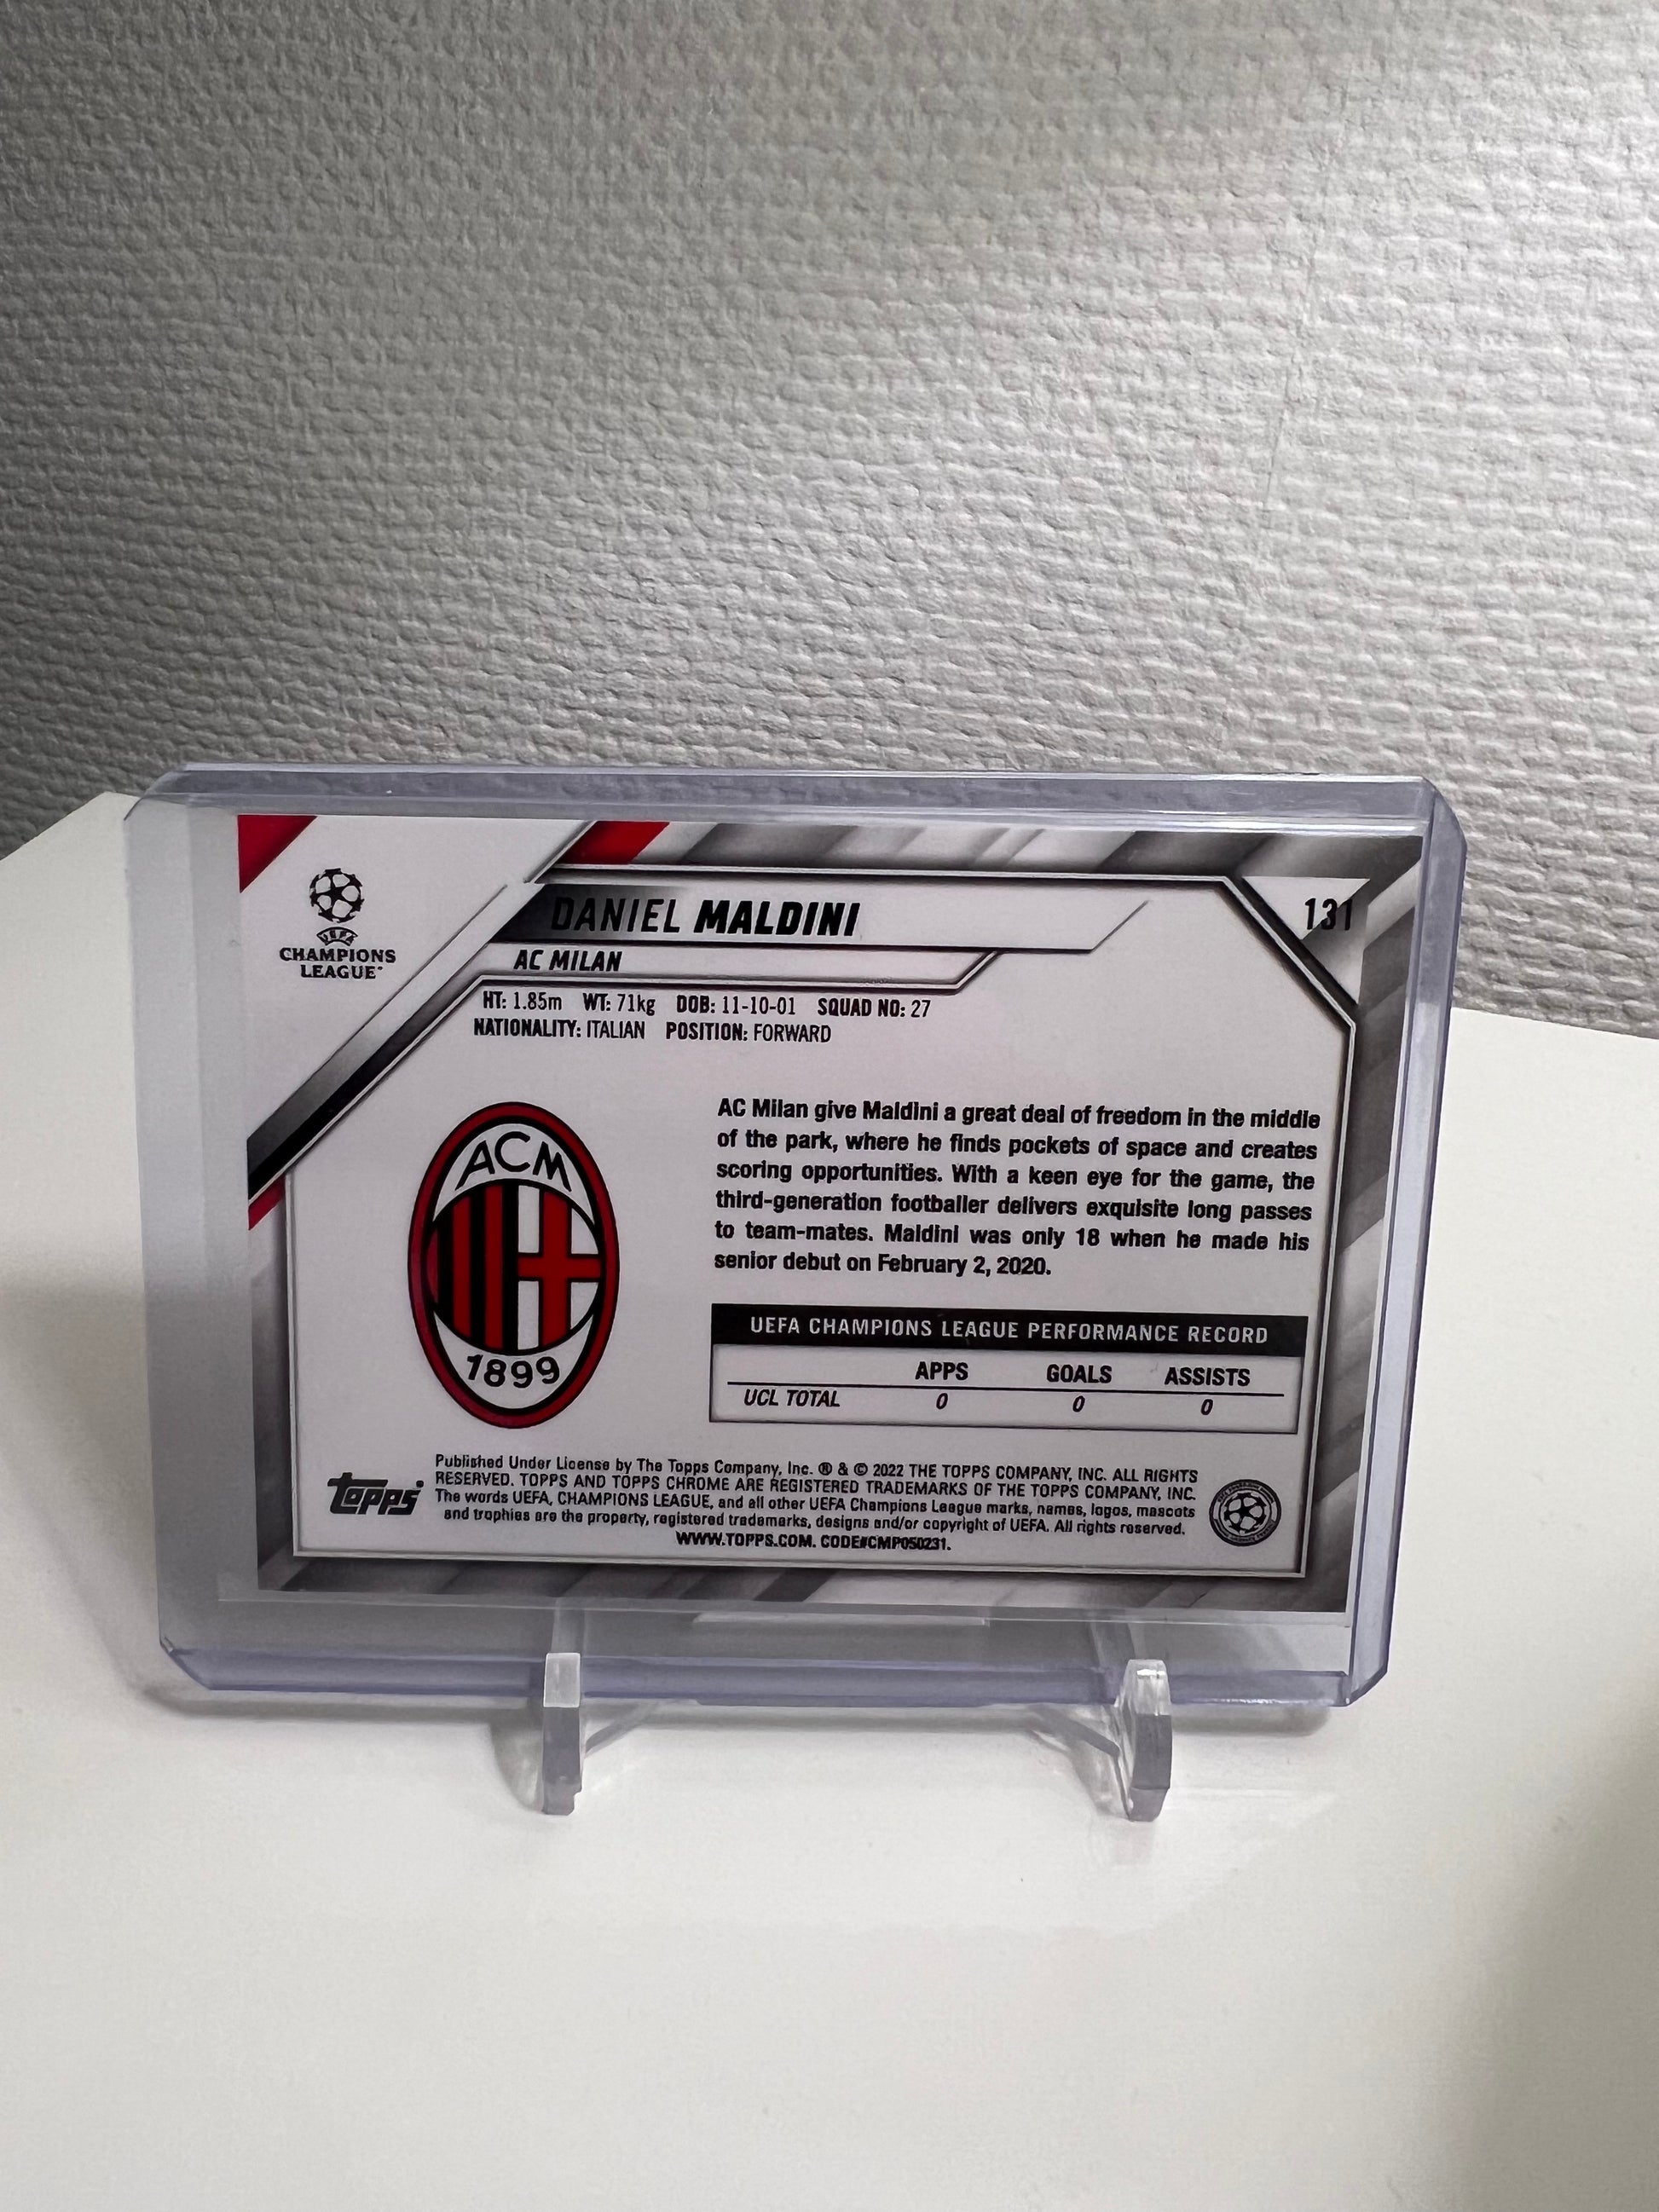 UEFA
CHAMPIONS
LEAGUE
DANIEL MALDINI
131
AC MILAN
HT: 1.85m WT: 71kg DOB: 11-10-01 SQUAD NO: 27
NATIONALITY: ITALIAN POSITION: FORWARD
ACM
1899
AC Milan give Maldini a great deal of freedom in the middle
of the park, where he finds pockets of space and creates
scoring opportunities. With a keen eye for the game, the
third-generation footballer delivers exquisite long passes
to team-mates. Maldini was only 18 when he made his
senior debut on February 2, 2020.
UEFA CHAMPIONS LEAGUE PERFORMANCE RECORD
APPS GOALS ASSISTS
UCL TOTAL 0 0 0
topps
Published Under License by The Topps Company, Inc. ® & © 2022 THE TOPPS COMPANY, INC. ALL RIGHTS
RESERVED. TOPPS AND TOPPS CHROME ARE REGISTERED TRADEMARKS OF THE TOPPS COMPANY, INC.
The words UEFA, CHAMPIONS LEAGUE, and all other UEFA Champions League marks, names, logos, mascots
and trophies are the property, registered trademarks, designs and/or copyright of UEFA. All rights reserved.
WWW.TOPPS.COM. CODE#CMP050231.